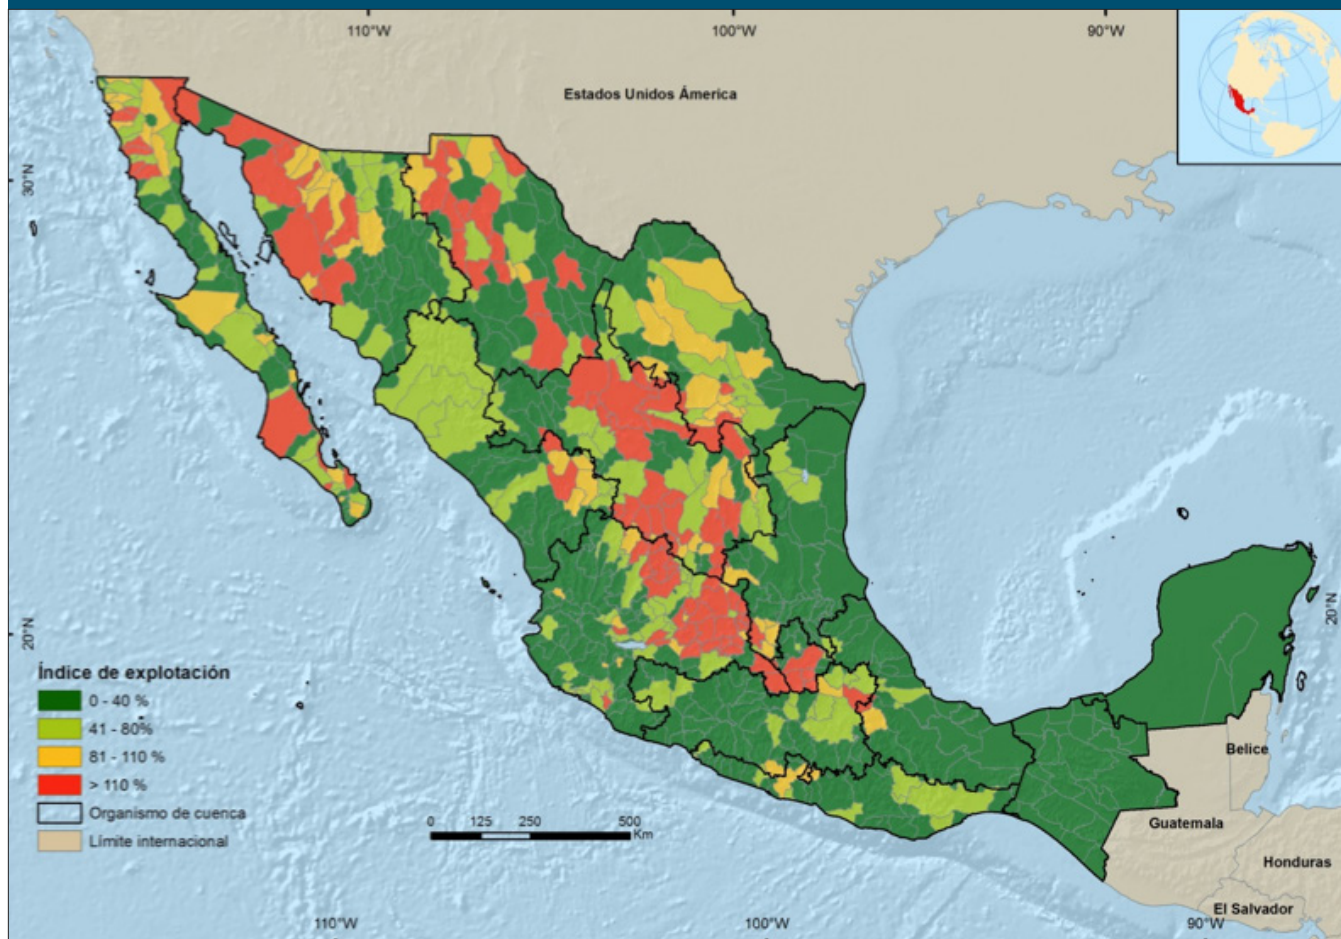 110°W
100°W
90°W
Estados Unidos Ámerica
30°N
20°N
20°N
Índice de explotación
0 - 40 %
41 - 80%
81 - 110 %
> 110 %
Organismo de cuenca
Límite internacional
0 125 250 500
Km
Belice
Guatemala
Honduras
El Salvador
110°W
100°W
90°W